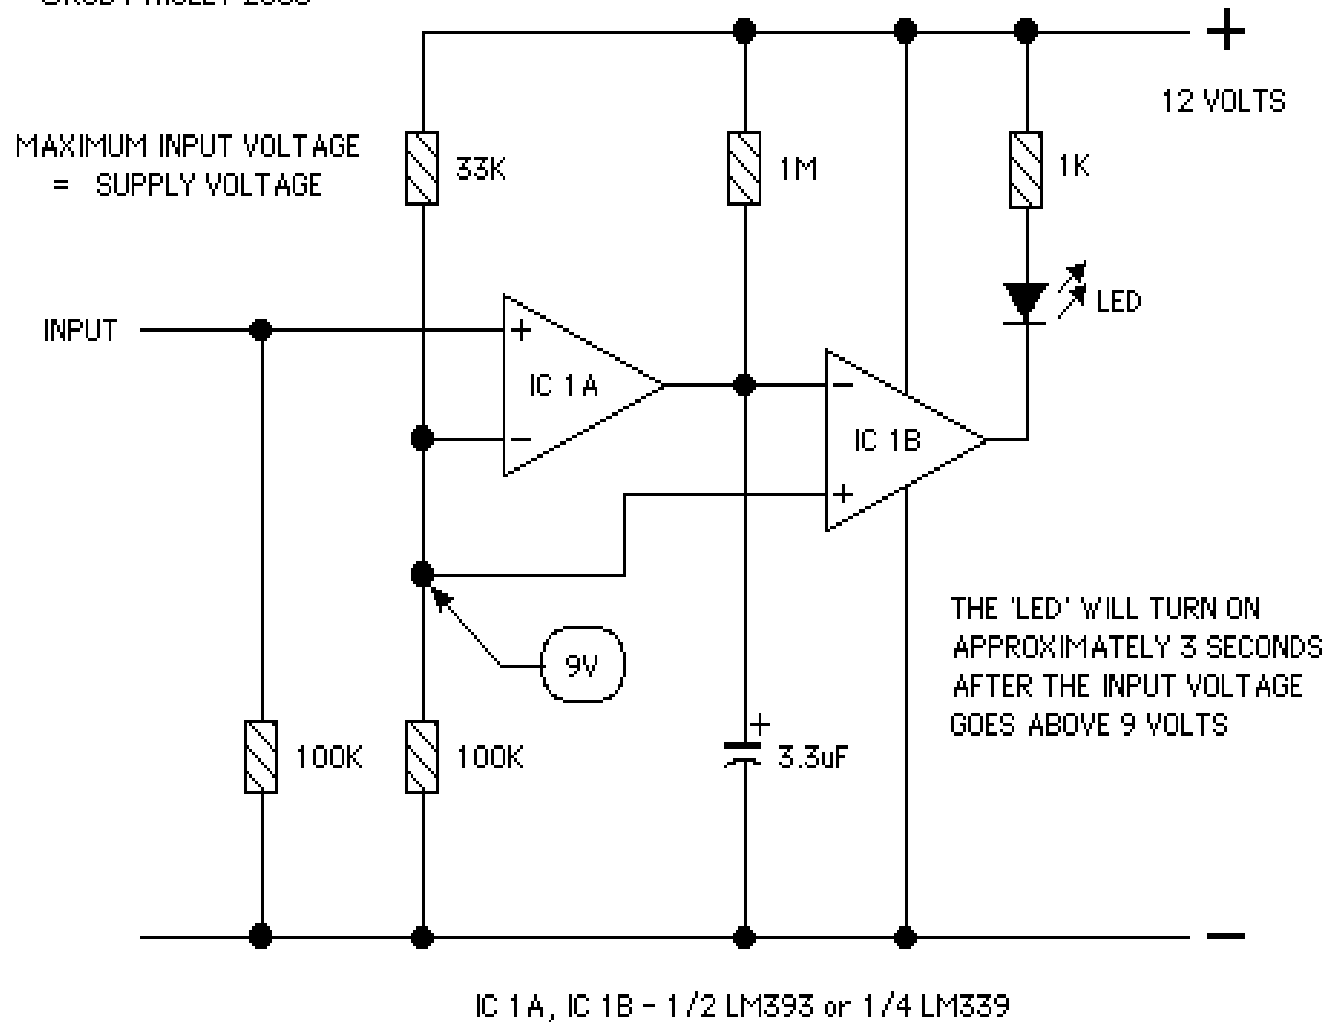 MAXIMUM INPUT VOLTAGE
= SUPPLY VOLTAGE
33K
1M
1K
+
12 VOLTS
LED
INPUT
+
IC 1A
−
−
IC 1B
+
9V
THE 'LED' WILL TURN ON
APPROXIMATELY 3 SECONDS
AFTER THE INPUT VOLTAGE
GOES ABOVE 9 VOLTS
100K
100K
+
3.3uF
−
IC 1A, IC 1B - 1/2 LM393 or 1/4 LM339